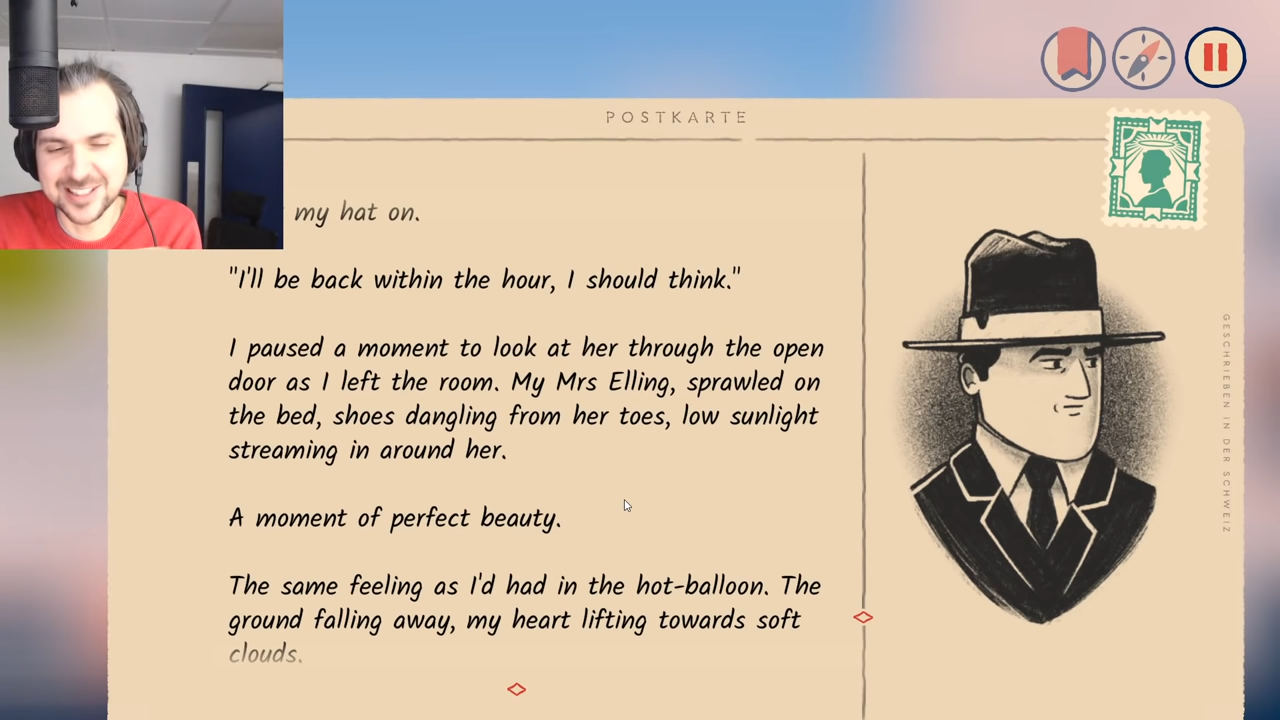 POSTKARTE
my hat on.
"I'll be back within the hour, I should think."
I paused a moment to look at her through the open
door as I left the room. My Mrs Elling, sprawled on
the bed, shoes dangling from her toes, low sunlight
streaming in around her.
A moment of perfect beauty.
The same feeling as I'd had in the hot-balloon. The
ground falling away, my heart lifting towards soft
clouds.
GESCHRIEBEN IN DER SCHWEIZ